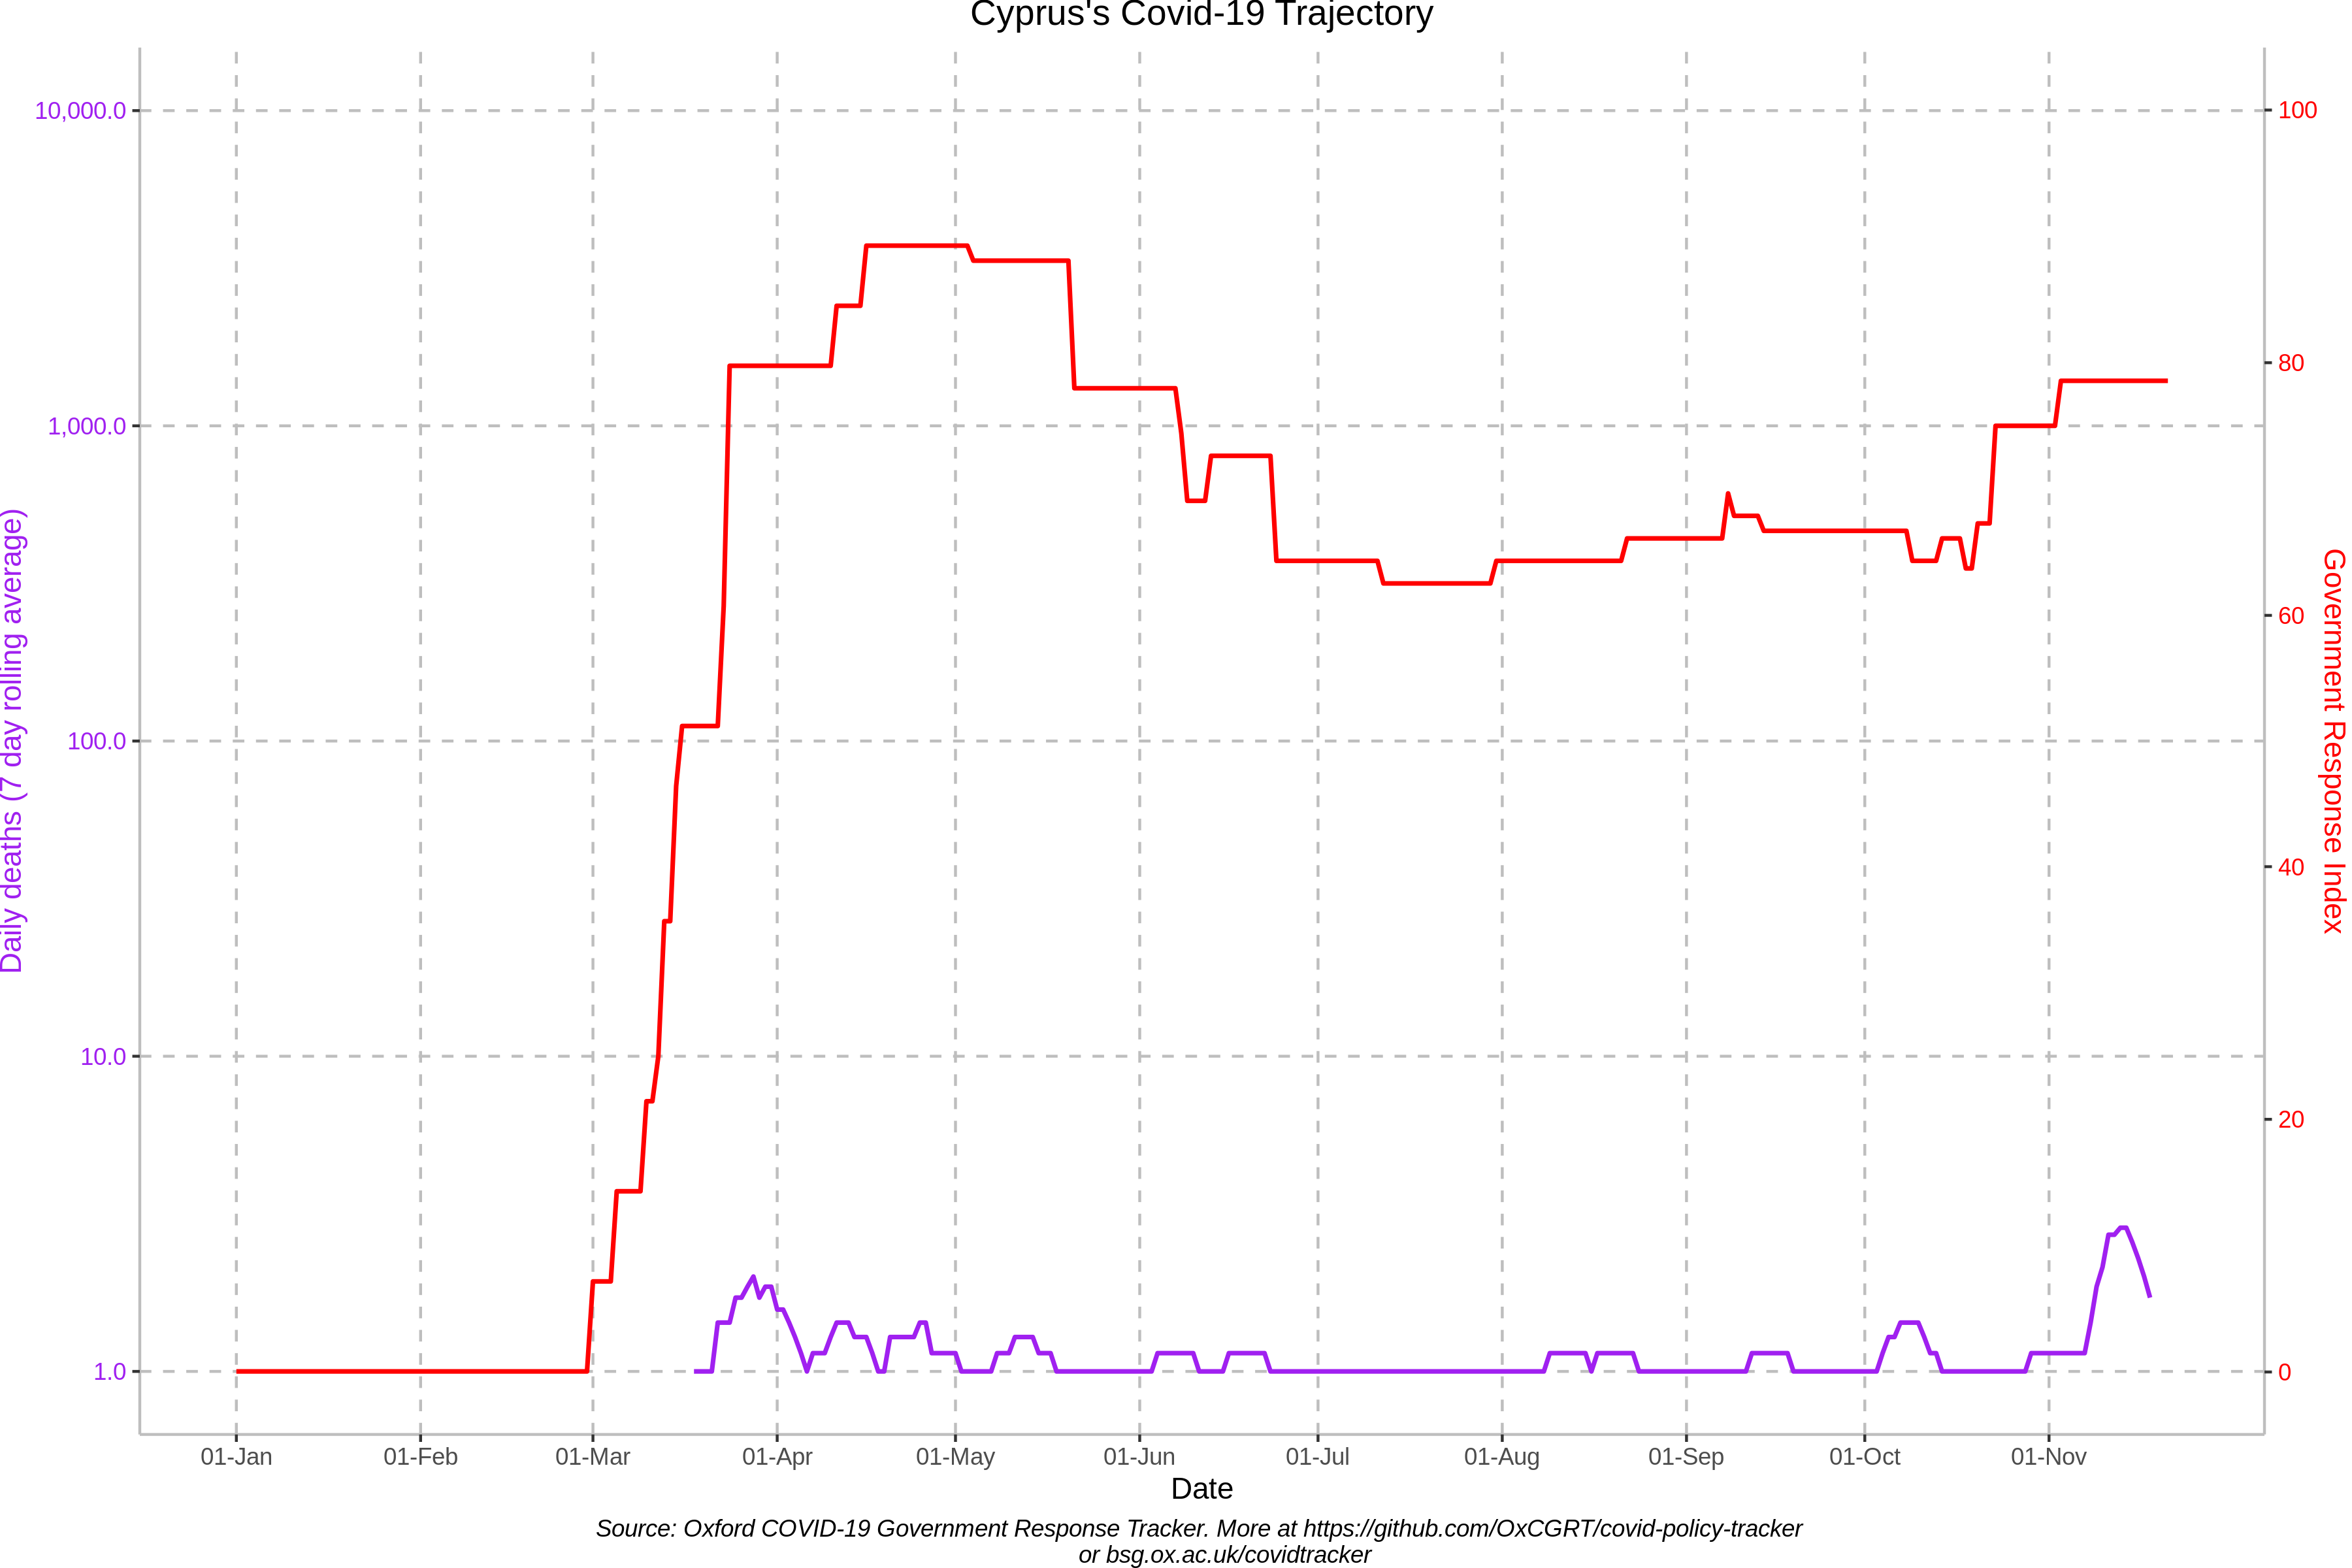 Cyprus's Covid-19 Trajectory
10,000.0
1,000.0
100.0
10.0
1.0
Daily deaths (7 day rolling average)
100
80
60
40
20
0
Government Response Index
01-Jan 01-Feb 01-Mar 01-Apr 01-May 01-Jun 01-Jul 01-Aug 01-Sep 01-Oct 01-Nov
Date
Source: Oxford COVID-19 Government Response Tracker. More at https://github.com/OxCGRT/covid-policy-tracker
or bsg.ox.ac.uk/covidtracker